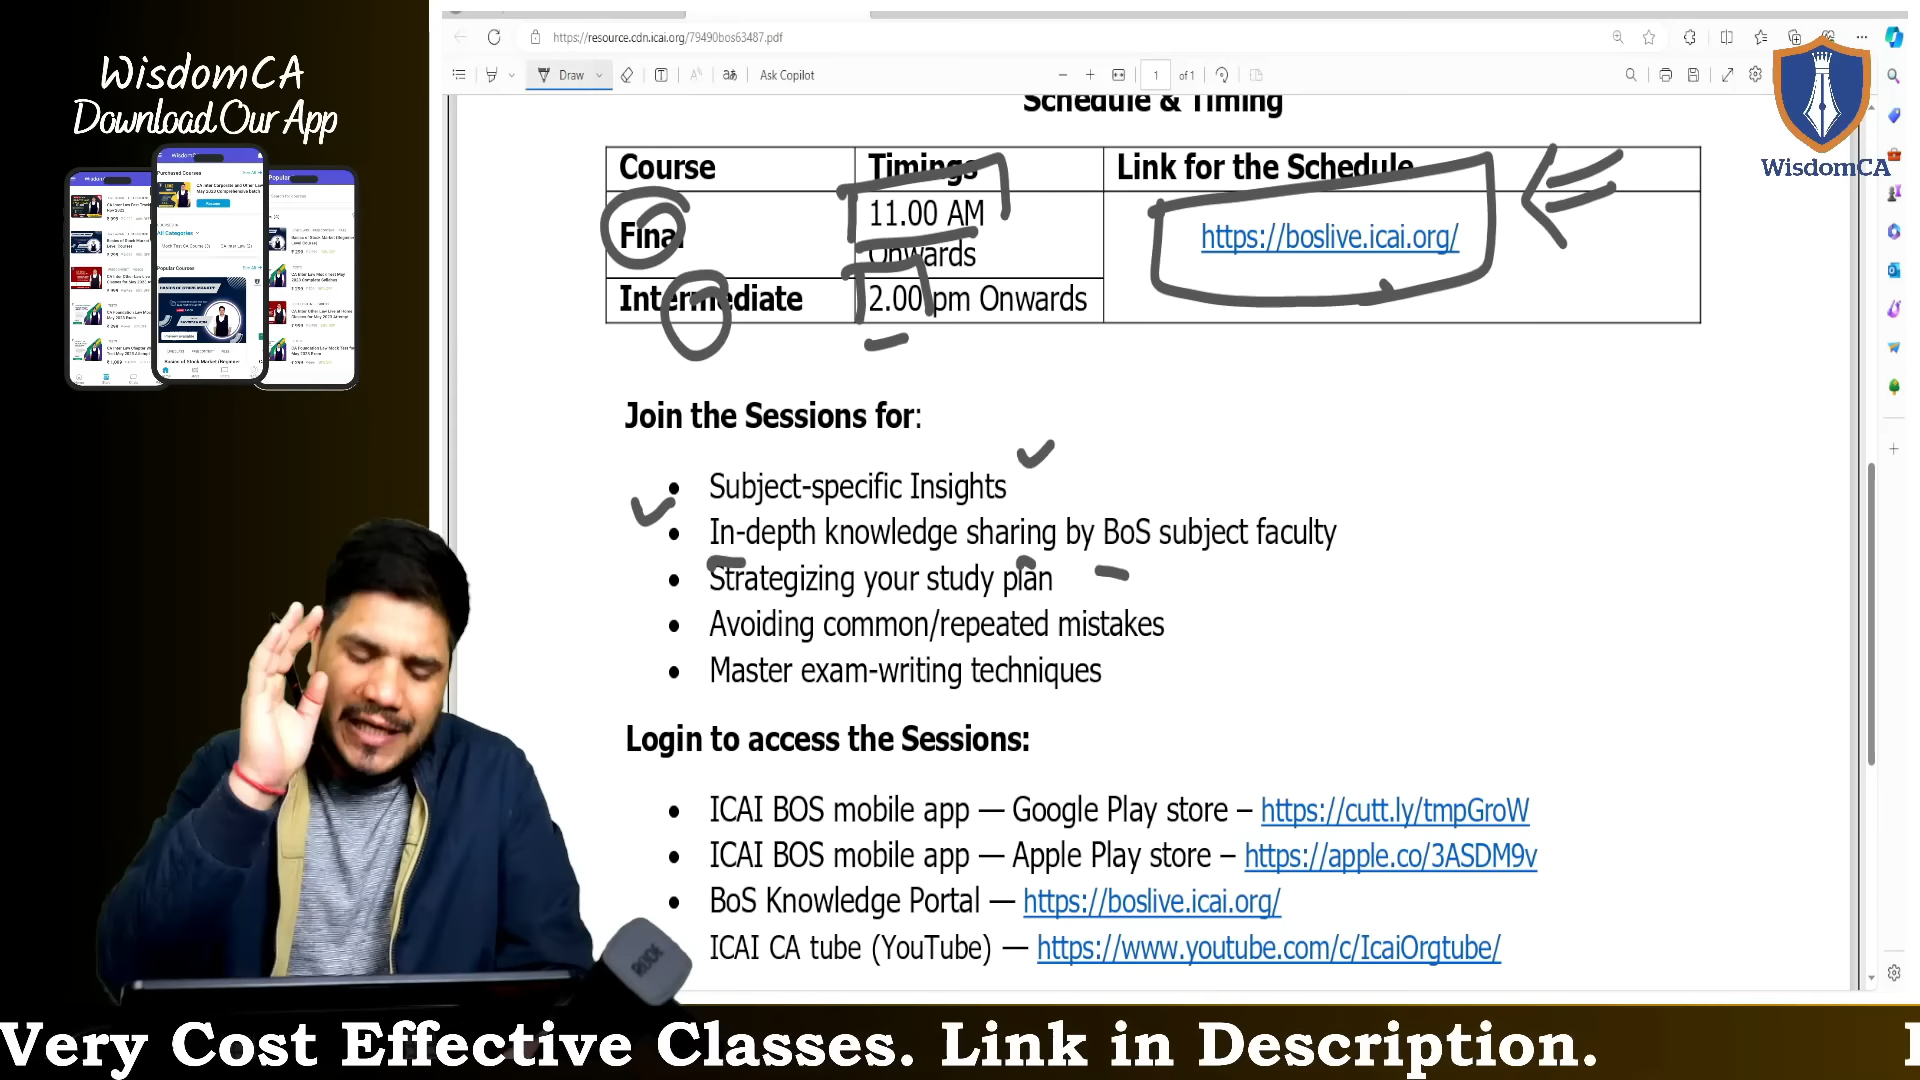 WisdomCA
Download Our App
https://resource.cdn.icai.org/79490bos63487.pdf
Draw
Ask Copilot
1 of 1
WisdomCA
Schedule & Timing
Course Timings Link for the Schedule
Final 11.00 AM Onwards https://boslive.icai.org/
Intermediate 2.00 pm Onwards
Join the Sessions for:
Subject-specific Insights
In-depth knowledge sharing by BoS subject faculty
Strategizing your study plan
Avoiding common/repeated mistakes
Master exam-writing techniques
Login to access the Sessions:
ICAI BOS mobile app — Google Play store – https://cutt.ly/tmpGroW
ICAI BOS mobile app — Apple Play store – https://apple.co/3ASDM9v
BoS Knowledge Portal — https://boslive.icai.org/
ICAI CA tube (YouTube) — https://www.youtube.com/c/IcaiOrgtube/
RODE
Very Cost Effective Classes. Link in Description.